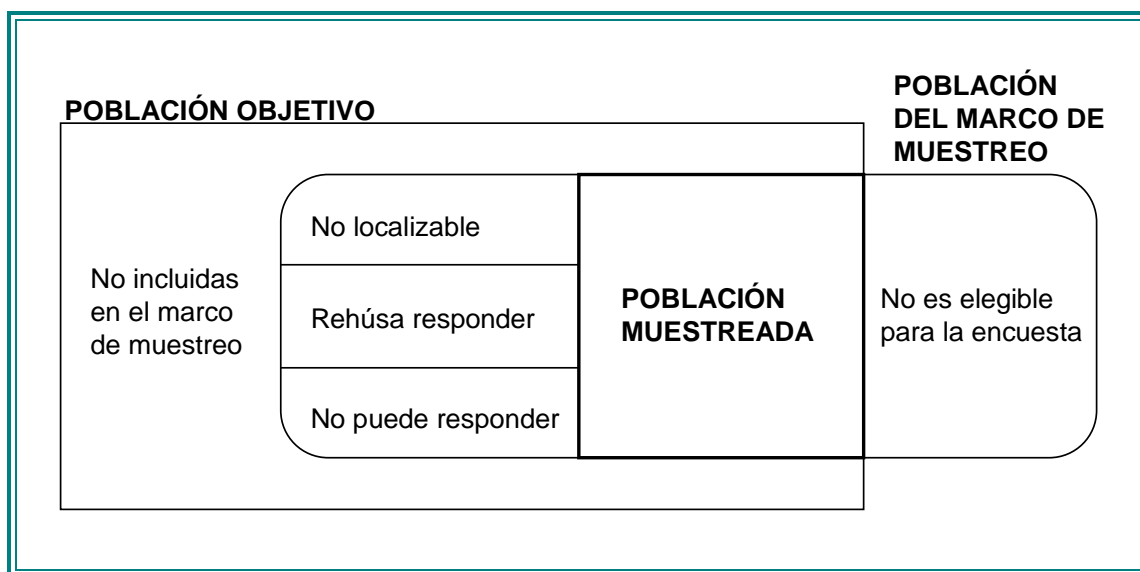 POBLACIÓN OBJETIVO
POBLACIÓN
DEL MARCO DE
MUESTREO
No incluidas
en el marco
de muestreo
No localizable
Rehúsa responder
No puede responder
POBLACIÓN
MUESTREADA
No es elegible
para la encuesta